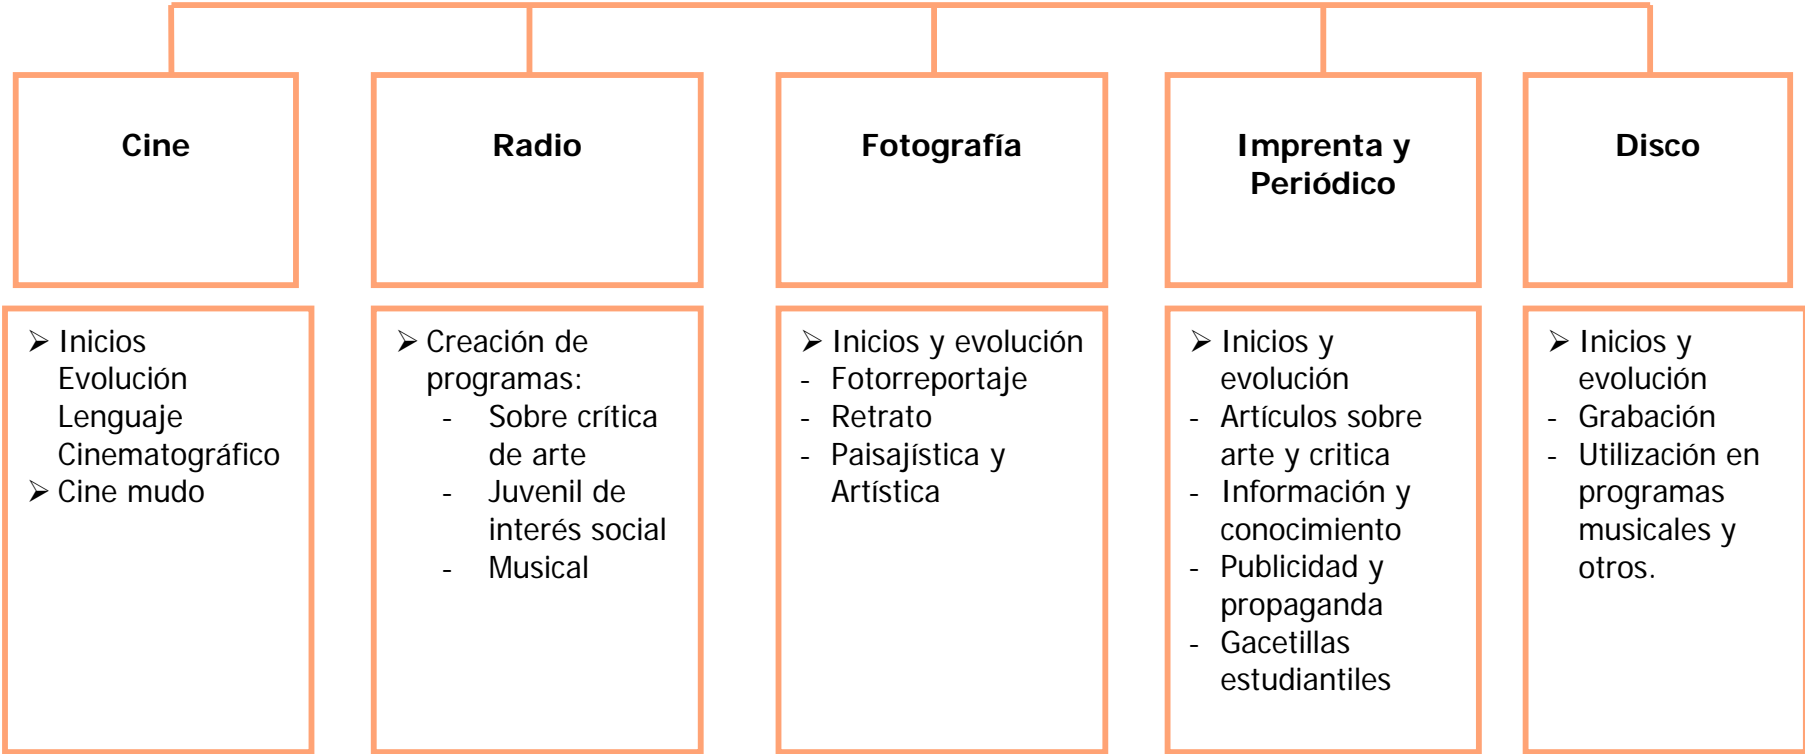 Cine
Radio
Fotografía
Imprenta y
Periódico
Disco
➢ Inicios
Evolución
Lenguaje
Cinematográfico
➢ Cine mudo
➢ Creación de
programas:
- Sobre crítica
de arte
- Juvenil de
interés social
- Musical
➢ Inicios y evolución
- Fotorreportaje
- Retrato
- Paisajística y
Artística
➢ Inicios y
evolución
- Artículos sobre
arte y critica
- Información y
conocimiento
- Publicidad y
propaganda
- Gacetillas
estudiantiles
➢ Inicios y
evolución
- Grabación
- Utilización en
programas
musicales y
otros.